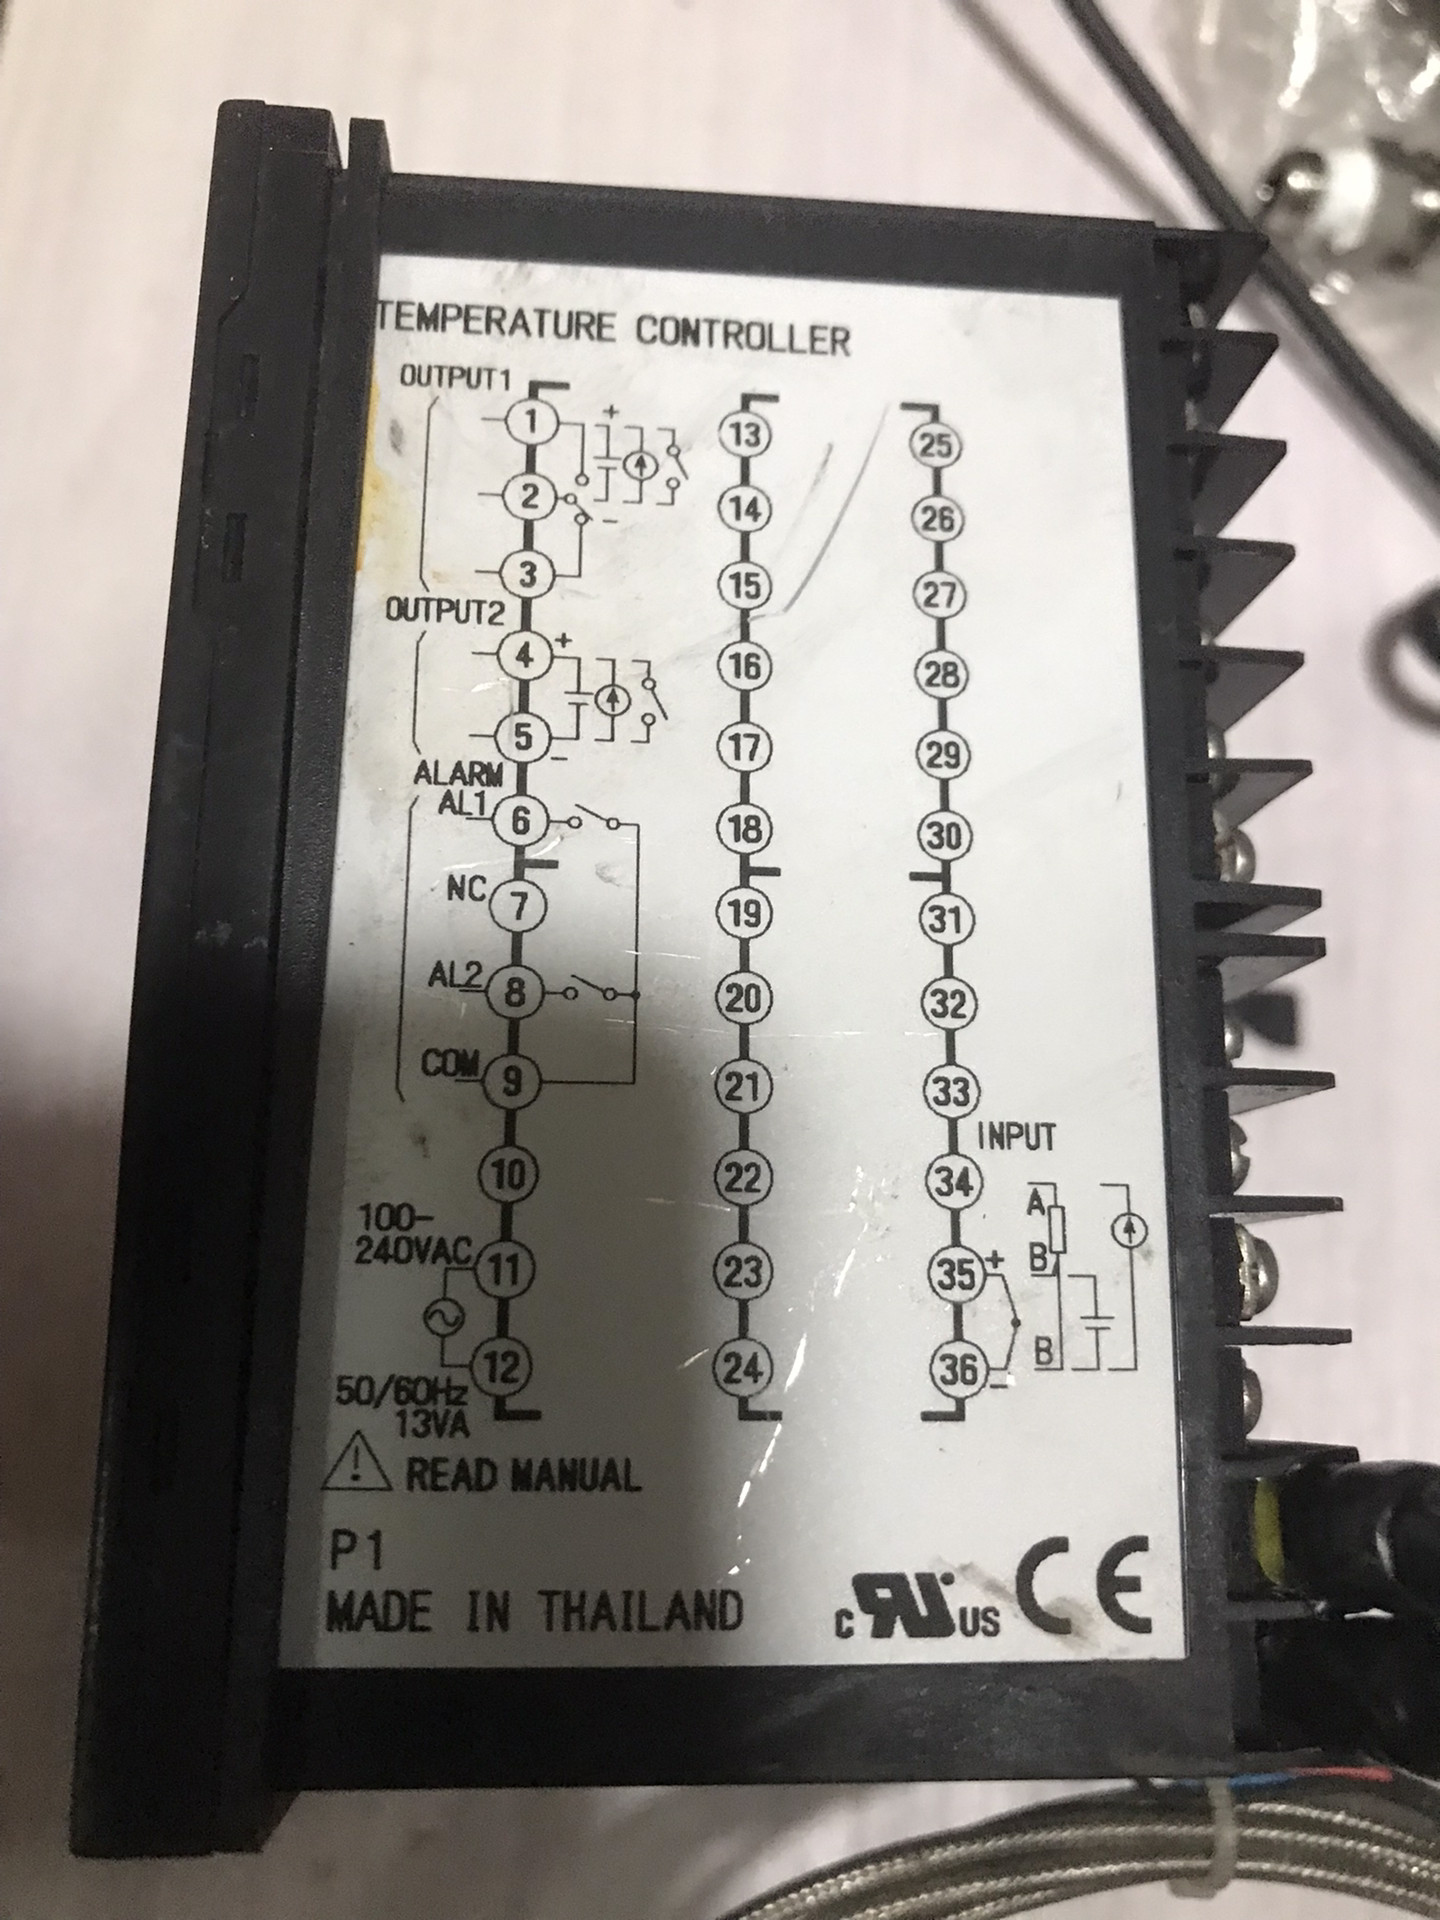 TEMPERATURE CONTROLLER
OUTPUT1
1
+
2
-
3
OUTPUT2
4
+
5
-
ALARM
AL1
6
NC
7
AL2
8
COM
9
10
100-
240VAC
11
12
50/60Hz
13VA
13
14
15
16
17
18
19
20
21
22
23
24
25
26
27
28
29
30
31
32
33
INPUT
34
A
35
+
B
36
-
B
READ MANUAL
P1
MADE IN THAILAND
c RU US CE